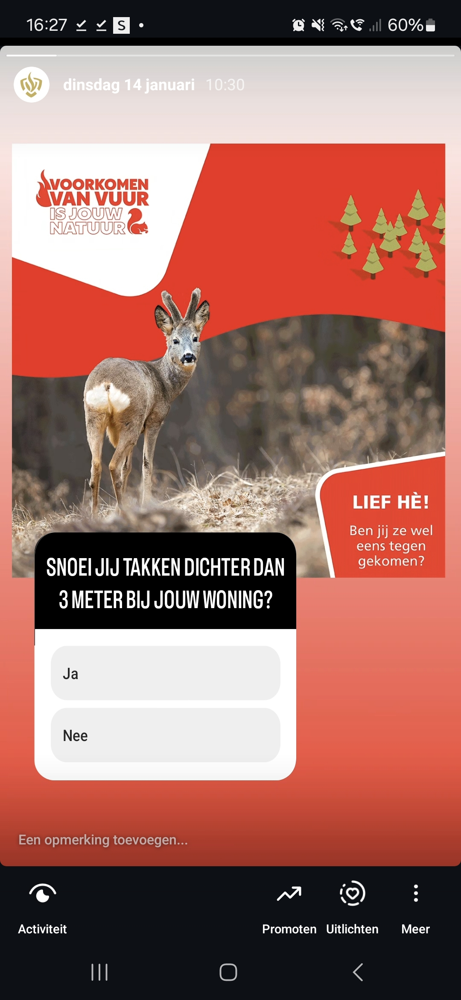 16:27
S
60%
dinsdag 14 januari 10:30
VOORKOMEN
VAN VUUR
IS JOUW
NATUUR
LIEF HÈ!
Ben jij ze wel
eens tegen
gekomen?
SNOEI JIJ TAKKEN DICHTER DAN
3 METER BIJ JOUW WONING?
Ja
Nee
Een opmerking toevoegen...
Activiteit
Promoten
Uitlichten
Meer